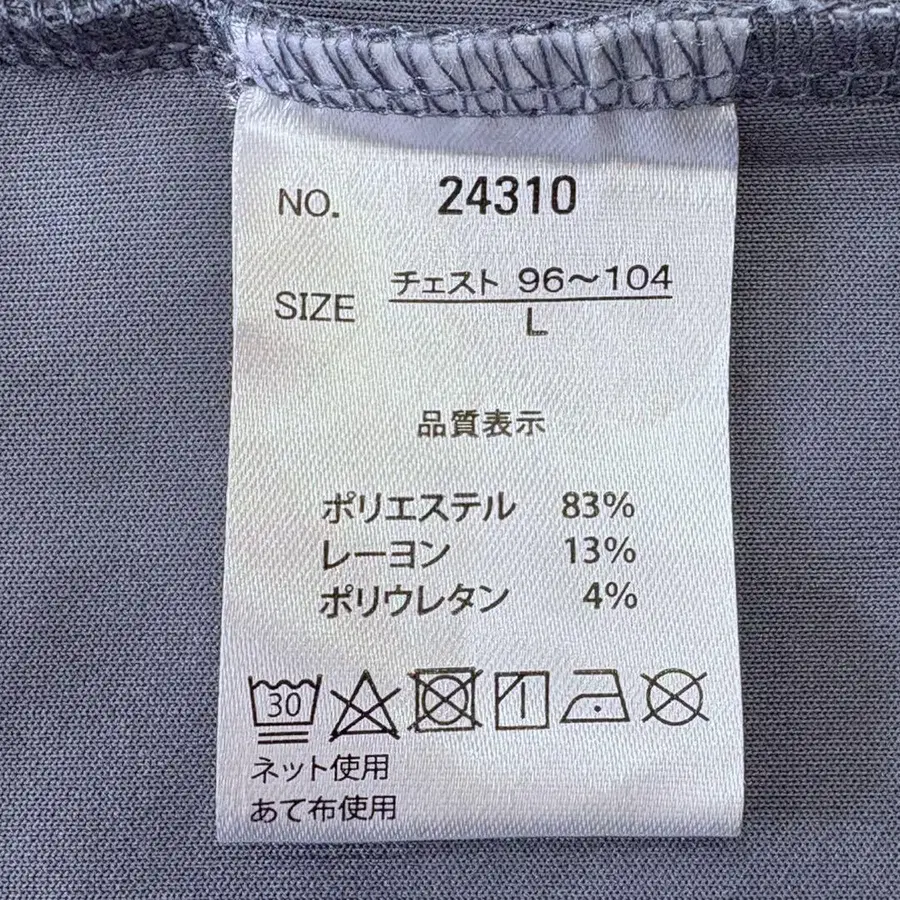 NO. 24310
チェスト 96～104
SIZE
L
品質表示
ポリエステル 83%
レーヨン 13%
ポリウレタン 4%
30
ネット使用
あて布使用